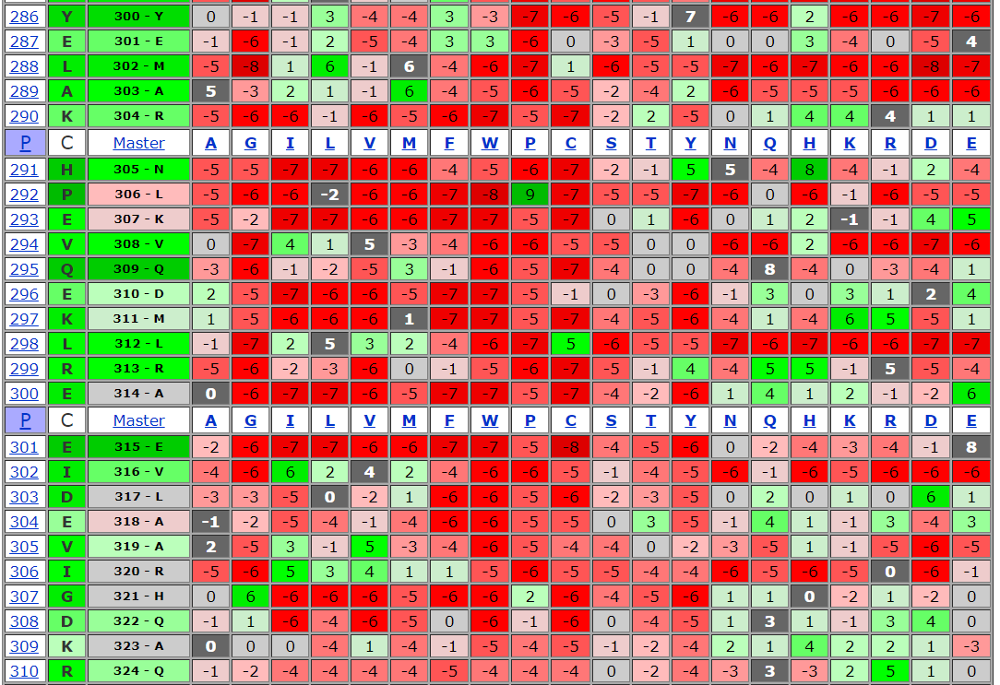 286 Y 300 - Y 0 -1 -1 3 -4 -4 3 -3 -7 -6 -5 -1 7 -6 -6 2 -6 -6 -7 -6
287 E 301 - E -1 -6 -1 2 -5 -4 3 3 -6 0 -3 -5 1 0 0 3 -4 0 -5 4
288 L 302 - M -5 -8 1 6 -1 6 -4 -6 -7 1 -6 -5 -5 -7 -6 -7 -6 -6 -8 -7
289 A 303 - A 5 -3 2 1 -1 6 -4 -5 -6 -5 -2 -4 2 -6 -5 -5 -5 -6 -6 -6
290 K 304 - R -5 -6 -6 -1 -6 -5 -6 -7 -5 -7 -2 2 -5 0 1 4 4 4 1 1
P C Master A G I L V M F W P C S T Y N Q H K R D E
291 H 305 - N -5 -5 -7 -7 -6 -6 -4 -5 -6 -7 -2 -1 5 5 -4 8 -4 -1 2 -4
292 P 306 - L -5 -6 -6 -2 -6 -6 -7 -8 9 -7 -5 -5 -7 -6 0 -6 -1 -6 -5 -5
293 E 307 - K -5 -2 -7 -7 -6 -6 -7 -7 -5 -7 0 1 -6 0 1 2 -1 -1 4 5
294 V 308 - V 0 -7 4 1 5 -3 -4 -6 -6 -5 -5 0 0 -6 -6 2 -6 -6 -7 -6
295 Q 309 - Q -3 -6 -1 -2 -5 3 -1 -6 -5 -7 -4 0 0 -4 8 -4 0 -3 -4 1
296 E 310 - D 2 -5 -7 -6 -6 -5 -7 -7 -5 -1 0 -3 -6 -1 3 0 3 1 2 4
297 K 311 - M 1 -5 -6 -6 -6 1 -7 -7 -5 -7 -4 -5 -6 -4 1 -4 6 5 -5 1
298 L 312 - L -1 -7 2 5 3 2 -4 -6 -7 5 -6 -5 -5 -7 -6 -7 -6 -6 -7 -7
299 R 313 - R -5 -6 -2 -3 -6 0 -1 -5 -6 -7 -5 -1 4 -4 5 5 -1 5 -5 -4
300 E 314 - A 0 -6 -7 -7 -6 -5 -7 -7 -5 -7 -4 -2 -6 1 4 1 2 -1 -2 6
P C Master A G I L V M F W P C S T Y N Q H K R D E
301 E 315 - E -2 -6 -7 -7 -6 -6 -7 -7 -5 -8 -4 -5 -6 0 -2 -4 -3 -4 -1 8
302 I 316 - V -4 -6 6 2 4 2 -4 -6 -6 -5 -1 -4 -5 -6 -1 -6 -5 -6 -6 -6
303 D 317 - L -3 -3 -5 0 -2 1 -6 -6 -5 -6 -2 -3 -5 0 2 0 1 0 6 1
304 E 318 - A -1 -2 -5 -4 -1 -4 -6 -6 -5 -5 0 3 -5 -1 4 1 -1 3 -4 3
305 V 319 - A 2 -5 3 -1 5 -3 -4 -6 -5 -4 -4 0 -2 -3 -5 1 -1 -5 -6 -5
306 I 320 - R -5 -6 5 3 4 1 1 -5 -6 -5 -5 -4 -4 -6 -5 -6 -5 0 -6 -1
307 G 321 - H 0 6 -6 -6 -6 -5 -6 -6 2 -6 -4 -5 -6 1 1 0 -2 1 -2 0
308 D 322 - Q -1 1 -6 -4 -6 -5 0 -6 -1 -6 0 -4 -5 1 3 1 -1 3 4 0
309 K 323 - A 0 0 0 -4 1 -4 -1 -5 -4 -5 -1 -2 -4 2 1 4 2 2 1 -3
310 R 324 - Q -1 -2 -4 -4 -4 -4 -5 -4 -4 -4 0 -2 -4 -3 3 -3 2 5 1 0